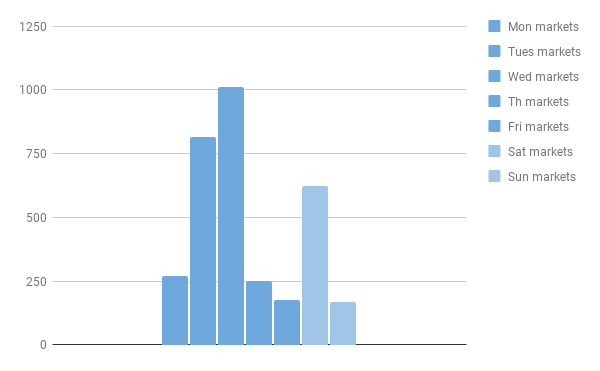 1250
1000
750
500
250
0
Mon markets
Tues markets
Wed markets
Th markets
Fri markets
Sat markets
Sun markets